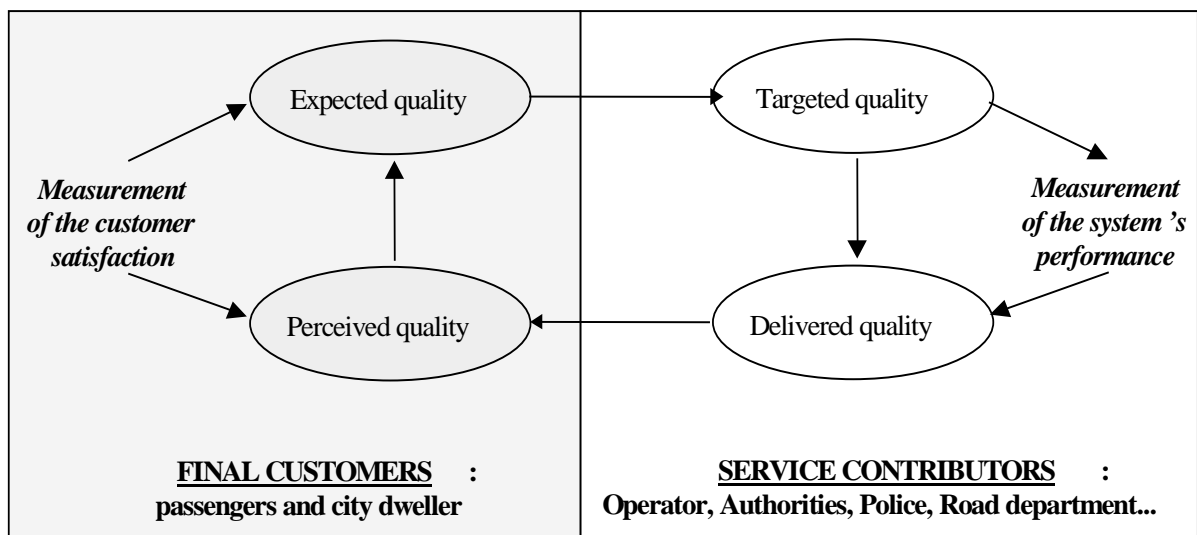 Expected quality
Targeted quality
Measurement
of the customer
satisfaction
Measurement
of the system 's
performance
Perceived quality
Delivered quality
FINAL CUSTOMERS :
passengers and city dweller
SERVICE CONTRIBUTORS :
Operator, Authorities, Police, Road department...